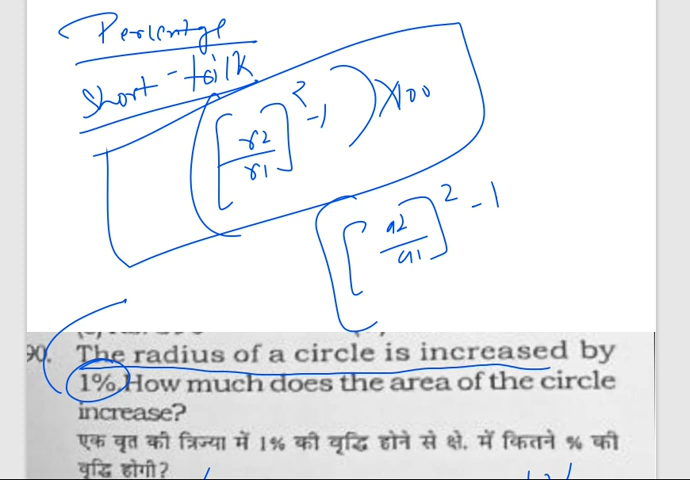 Percentage
short-toilk
([r2/r1]^2 -1)×100
[[a2/a1]^2 -1
90. The radius of a circle is increased by
1%. How much does the area of the circle
increase?
एक वृत की त्रिज्या में 1% की वृद्धि होने से क्षे. में कितने % की
वृद्धि होगी?